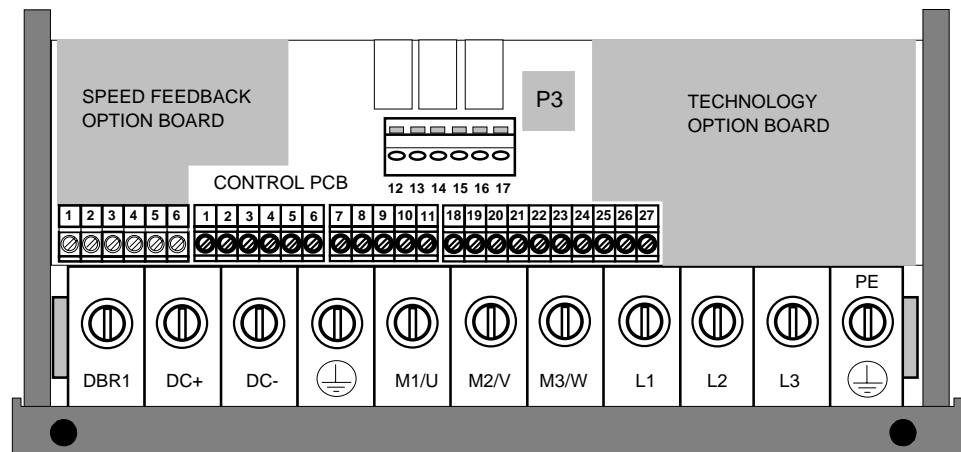 SPEED FEEDBACK
OPTION BOARD
P3
TECHNOLOGY
OPTION BOARD
CONTROL PCB
12 13 14 15 16 17
1 2 3 4 5 6
1 2 3 4 5 6
7 8 9 10 11
18 19 20 21 22 23 24 25 26 27
PE
DBR1 DC+ DC- M1/U M2/V M3/W L1 L2 L3